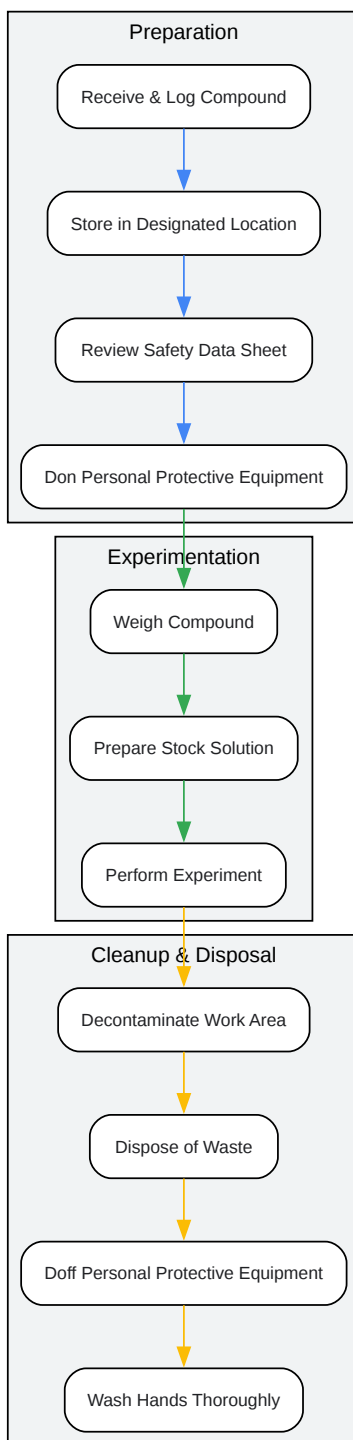 Preparation
Receive & Log Compound
Store in Designated Location
Review Safety Data Sheet
Don Personal Protective Equipment
Experimentation
Weigh Compound
Prepare Stock Solution
Perform Experiment
Cleanup & Disposal
Decontaminate Work Area
Dispose of Waste
Doff Personal Protective Equipment
Wash Hands Thoroughly